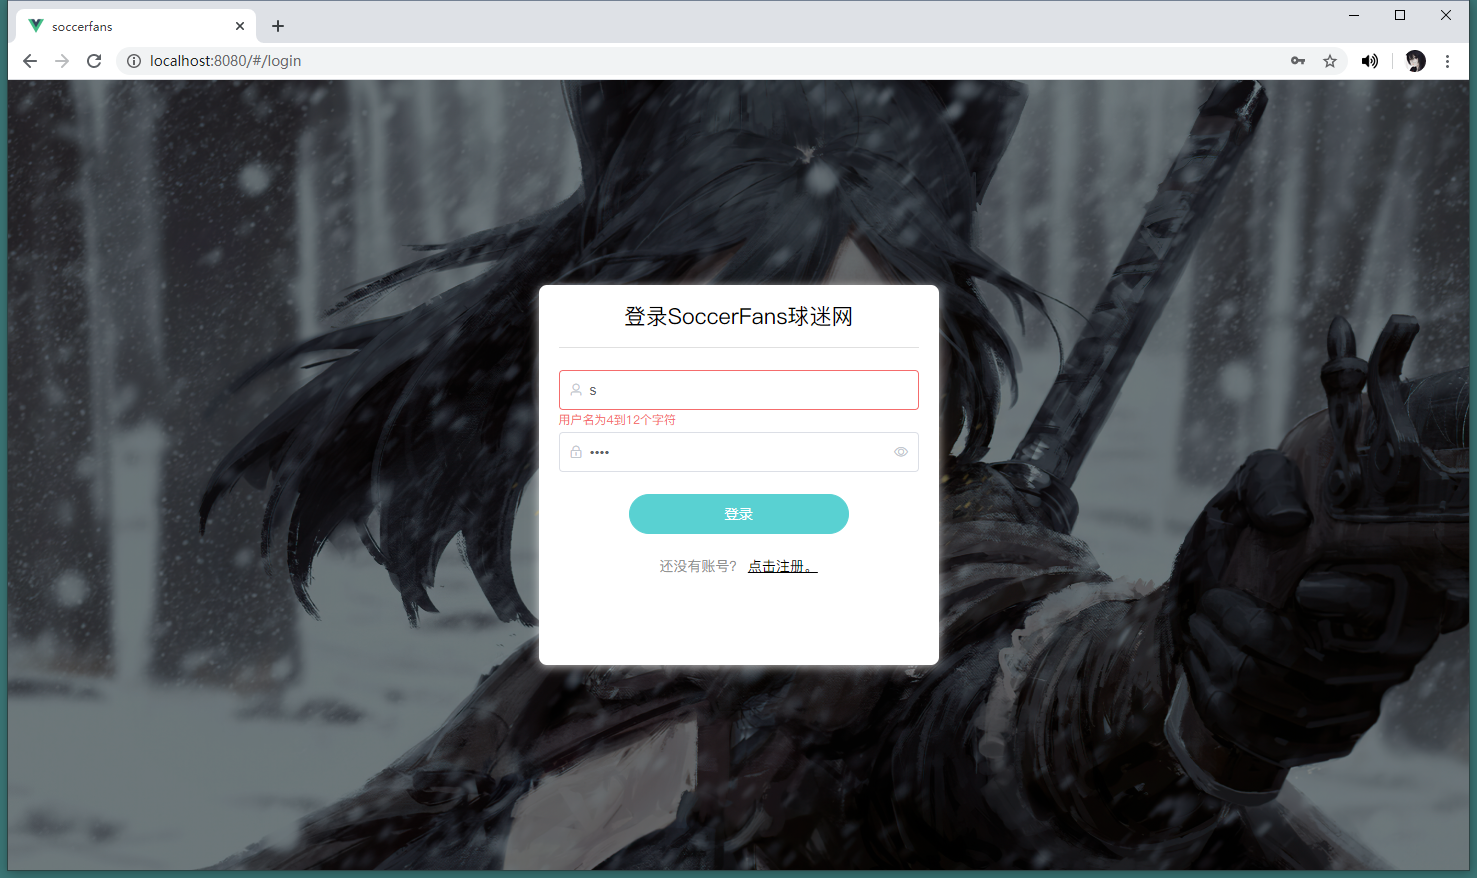 soccerfans
localhost:8080/#/login
登录SoccerFans球迷网
s
用户名为4到12个字符
••••
登录
还没有账号? 点击注册。